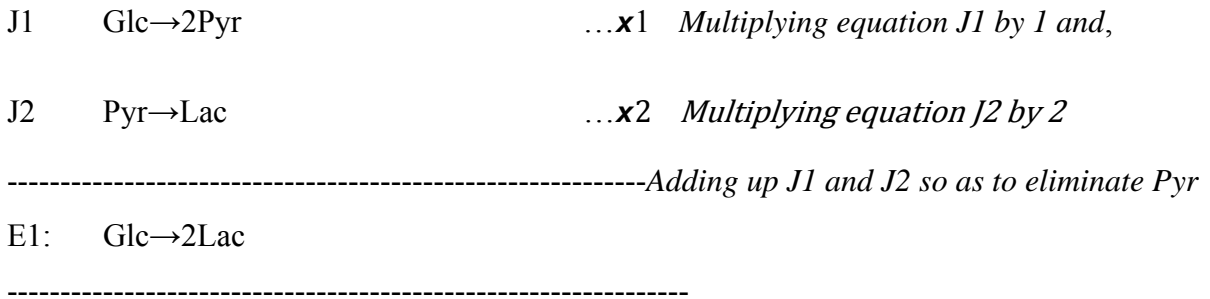 J1 Glc→2Pyr …x1 Multiplying equation J1 by 1 and,
J2 Pyr→Lac …x2 Multiplying equation J2 by 2
----------------------------------------------------------------Adding up J1 and J2 so as to eliminate Pyr
E1: Glc→2Lac
------------------------------------------------------------------